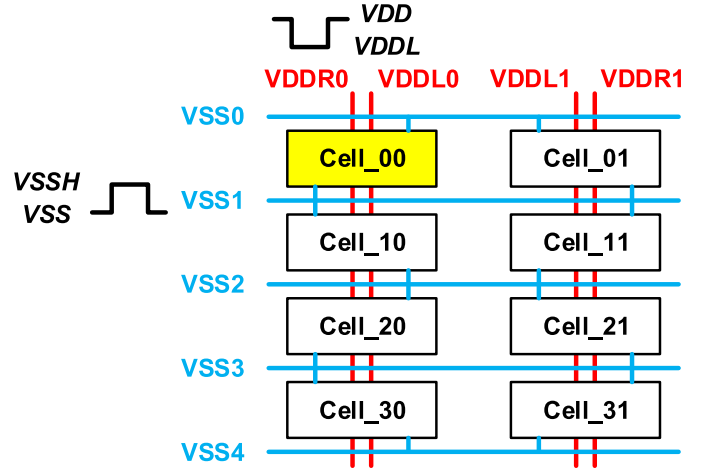 VDD
VDDL
VDDR0 VDDL0 VDDL1 VDDR1
VSS0
Cell_00 Cell_01
VSSH
VSS
VSS1
Cell_10 Cell_11
VSS2
Cell_20 Cell_21
VSS3
Cell_30 Cell_31
VSS4